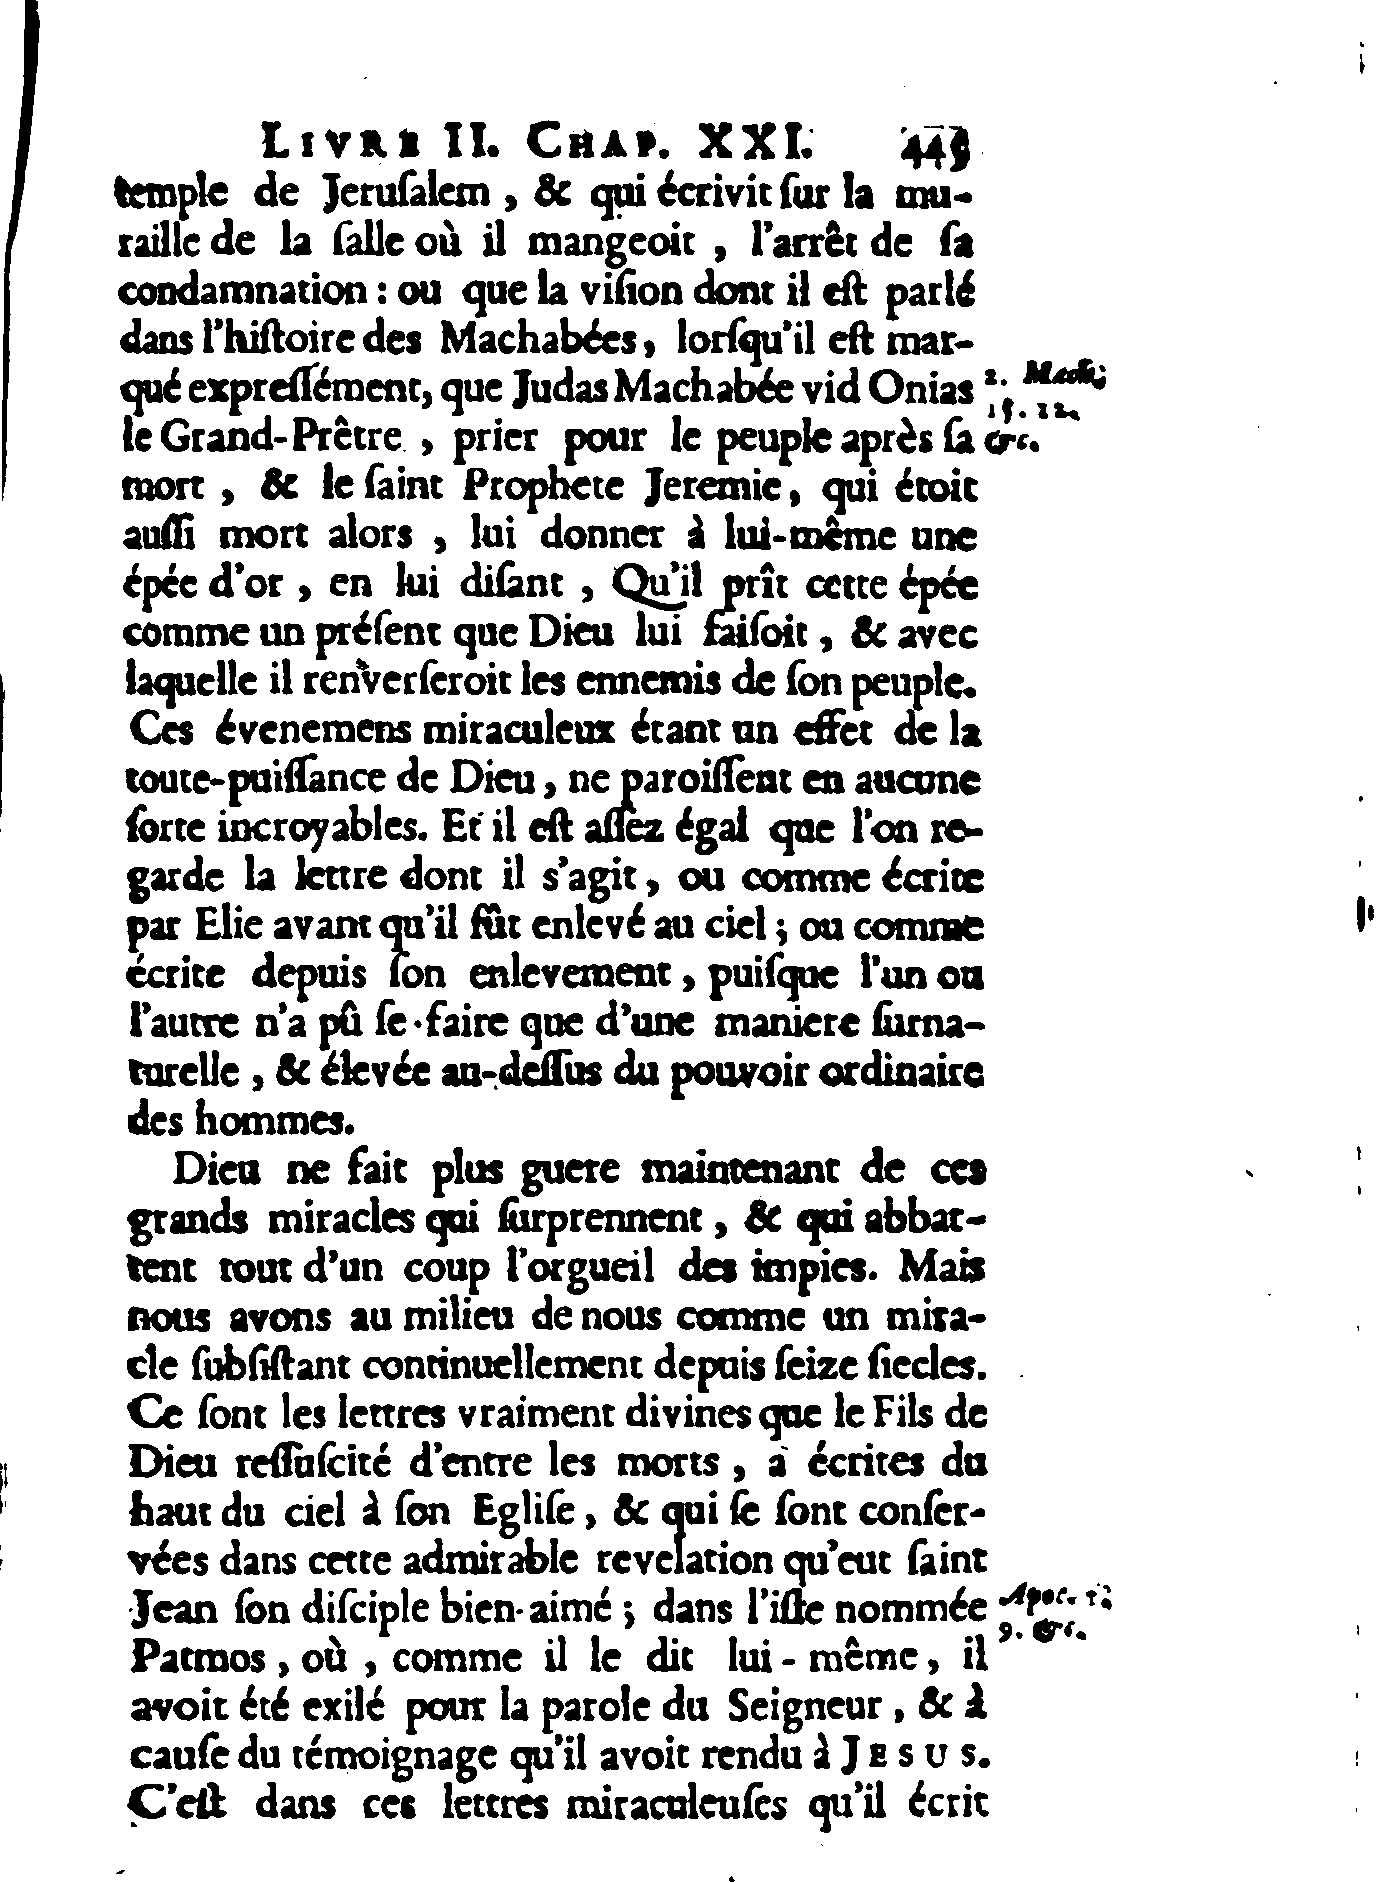 LIVRE II. CHAP. XXI. 445
temple de Jeruſalem, & qui écrivit ſur la mu-
raille de la ſalle où il mangeoit, l'arrêt de ſa
condamnation : ou que la viſion dont il eſt parlé
dans l'hiſtoire des Machabées, lorſqu'il eſt mar-
qué expreſſément, que Judas Machabée vid Onias
le Grand-Prêtre, prier pour le peuple après ſa
2. Mach.
15. 12.
&c.
mort, & le ſaint Prophete Jeremie, qui étoit
auſſi mort alors, lui donner à lui-même une
épée d'or, en lui diſant, Qu'il prît cette épée
comme un préſent que Dieu lui faiſoit, & avec
laquelle il renverſeroit les ennemis de ſon peuple.
Ces évenemens miraculeux étant un effet de la
toute-puiſſance de Dieu, ne paroiſſent en aucune
ſorte incroyables. Et il eſt aſſez égal que l'on re-
garde la lettre dont il s'agit, ou comme écrite
par Elie avant qu'il fût enlevé au ciel ; ou comme
écrite depuis ſon enlevement, puiſque l'un ou
l'autre n'a pû ſe faire que d'une maniere ſurna-
turelle, & élevée au-deſſus du pouvoir ordinaire
des hommes.
Dieu ne fait plus guere maintenant de ces
grands miracles qui ſurprennent, & qui abbat-
tent tout d'un coup l'orgueil des impies. Mais
nous avons au milieu de nous comme un mira-
cle ſubſiſtant continuellement depuis ſeize ſiecles.
Ce ſont les lettres vraiment divines que le Fils de
Dieu reſſuſcité d'entre les morts, a écrites du
haut du ciel à ſon Egliſe, & qui ſe ſont conſer-
vées dans cette admirable revelation qu'eut ſaint
Jean ſon diſciple bien-aimé ; dans l'iſle nommée
Patmos, où, comme il le dit lui-même, il
Apoc. 1.
9. &c.
avoit été exilé pour la parole du Seigneur, & à
cauſe du témoignage qu'il avoit rendu à JESUS.
C'eſt dans ces lettres miraculeuſes qu'il écrit